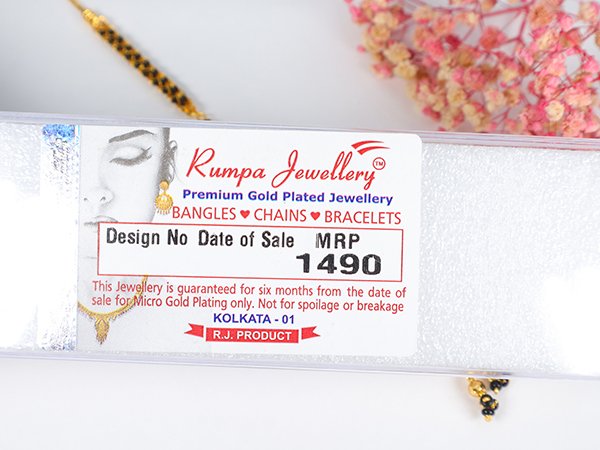 Rumpa Jewellery TM
Premium Gold Plated Jewellery
BANGLES ♥ CHAINS ♥ BRACELETS
Design No Date of Sale MRP
1490
This Jewellery is guaranteed for six months from the date of
sale for Micro Gold Plating only. Not for spoilage or breakage
KOLKATA - 01
R.J. PRODUCT